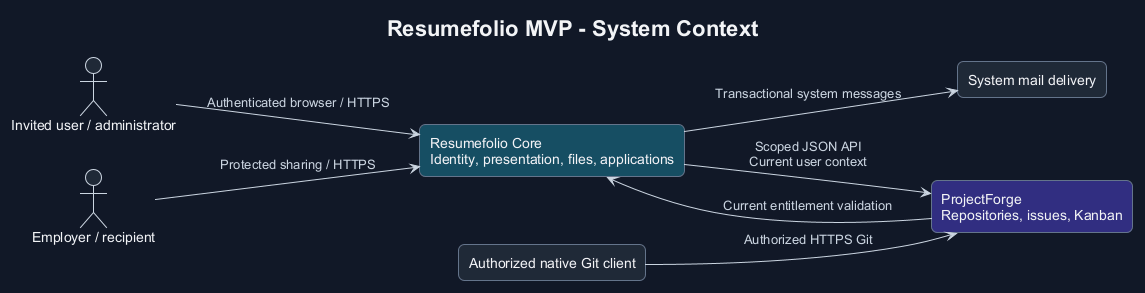 Resumefolio MVP - System Context
Invited user / administrator
Authenticated browser / HTTPS
Employer / recipient
Protected sharing / HTTPS
Resumefolio Core
Identity, presentation, files, applications
Transactional system messages
System mail delivery
Scoped JSON API
Current user context
Current entitlement validation
ProjectForge
Repositories, issues, Kanban
Authorized HTTPS Git
Authorized native Git client